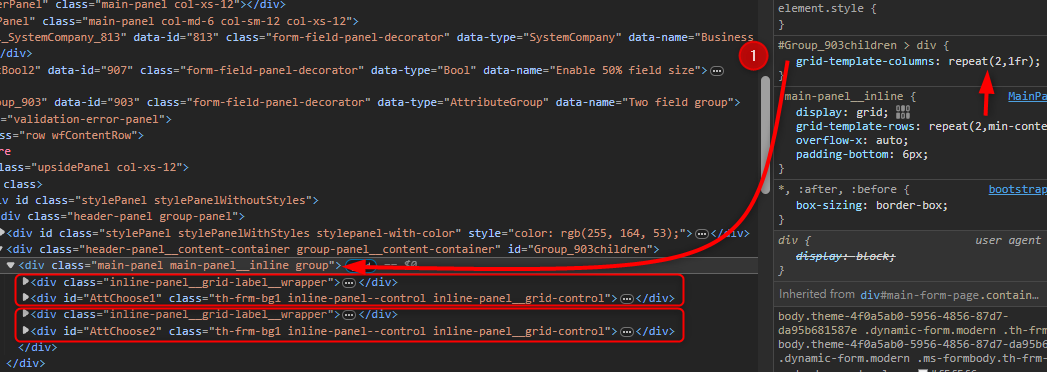 erPanel" class="main-panel col-xs-12"></div>
Panel" class="main-panel col-md-6 col-sm-12 col-xs-12">
_SystemCompany_813" data-id="813" class="form-field-panel-decorator" data-type="SystemCompany" data-name="Business
/div>
tBool2" data-id="907" class="form-field-panel-decorator" data-type="Bool" data-name="Enable 50% field size">
oup_903" data-id="903" class="form-field-panel-decorator" data-type="AttributeGroup" data-name="Two field group">
="validation-error-panel">
ss="row wfContentRow">
re
class="upsidePanel col-xs-12">
class>
iv id class="stylePanel stylePanelWithoutStyles">
div class="header-panel group-panel">
<div id class="stylePanel stylePanelWithStyles stylepanel-with-color" style="color: rgb(255, 164, 53);"></div>
<div class="header-panel__content-container group-panel__content-container" id="Group_903children">
<div class="main-panel main-panel__inline group"> == $0
<div class="inline-panel__grid-label__wrapper"></div>
<div id="AttChoose1" class="th-frm-bg1 inline-panel--control inline-panel__grid-control"></div>
<div class="inline-panel__grid-label__wrapper"></div>
<div id="AttChoose2" class="th-frm-bg1 inline-panel--control inline-panel__grid-control"></div>
</div>
</div>
1
element.style {
}
#Group_903children > div {
grid-template-columns: repeat(2,1fr);
}
main-panel__inline { MainPa
display: grid;
grid-template-rows: repeat(2,min-conte
overflow-x: auto;
padding-bottom: 6px;
}
*, :after, :before { bootstrap
box-sizing: border-box;
}
div { user agent
display: block;
}
Inherited from div#main-form-page.contain…
body.theme-4f0a5ab0-5956-4856-87d7-
da95b681587e .dynamic-form.modern .th-frm
body.theme-4f0a5ab0-5956-4856-87d7-da95b6
.dynamic-form.modern .ms-formbody.th-frm